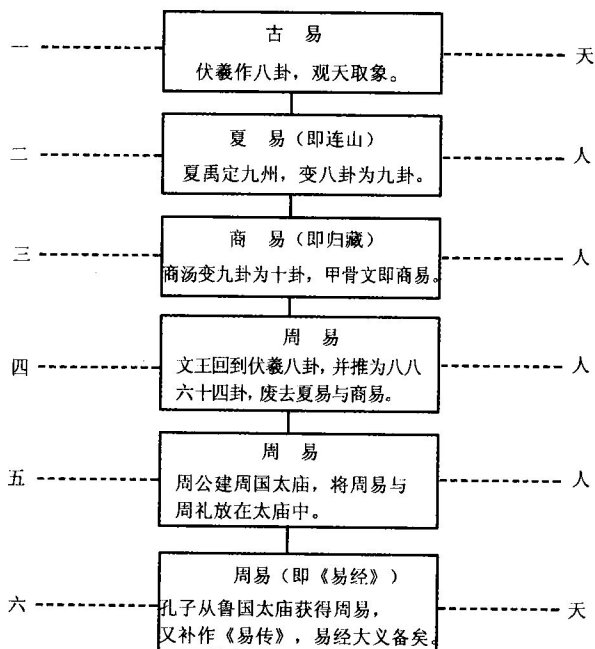 古 易
一 天
伏羲作八卦，观天取象。
夏 易（即连山）
二 人
夏禹定九州，变八卦为九卦。
商 易（即归藏）
三 人
商汤变九卦为十卦，甲骨文即商易。
周 易
四 人
文王回到伏羲八卦，并推为八八
六十四卦，废去夏易与商易。
周 易
五 人
周公建周国太庙，将周易与
周礼放在太庙中。
周易（即《易经》）
六 天
孔子从鲁国太庙获得周易，
又补作《易传》，易经大义备矣。